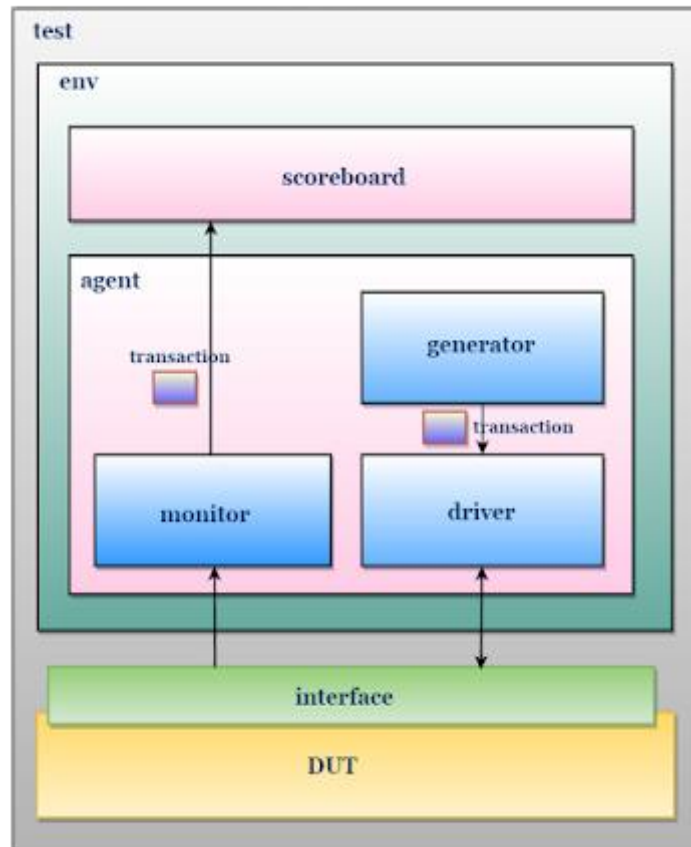 test
env
scoreboard
agent
generator
transaction
transaction
monitor
driver
interface
DUT